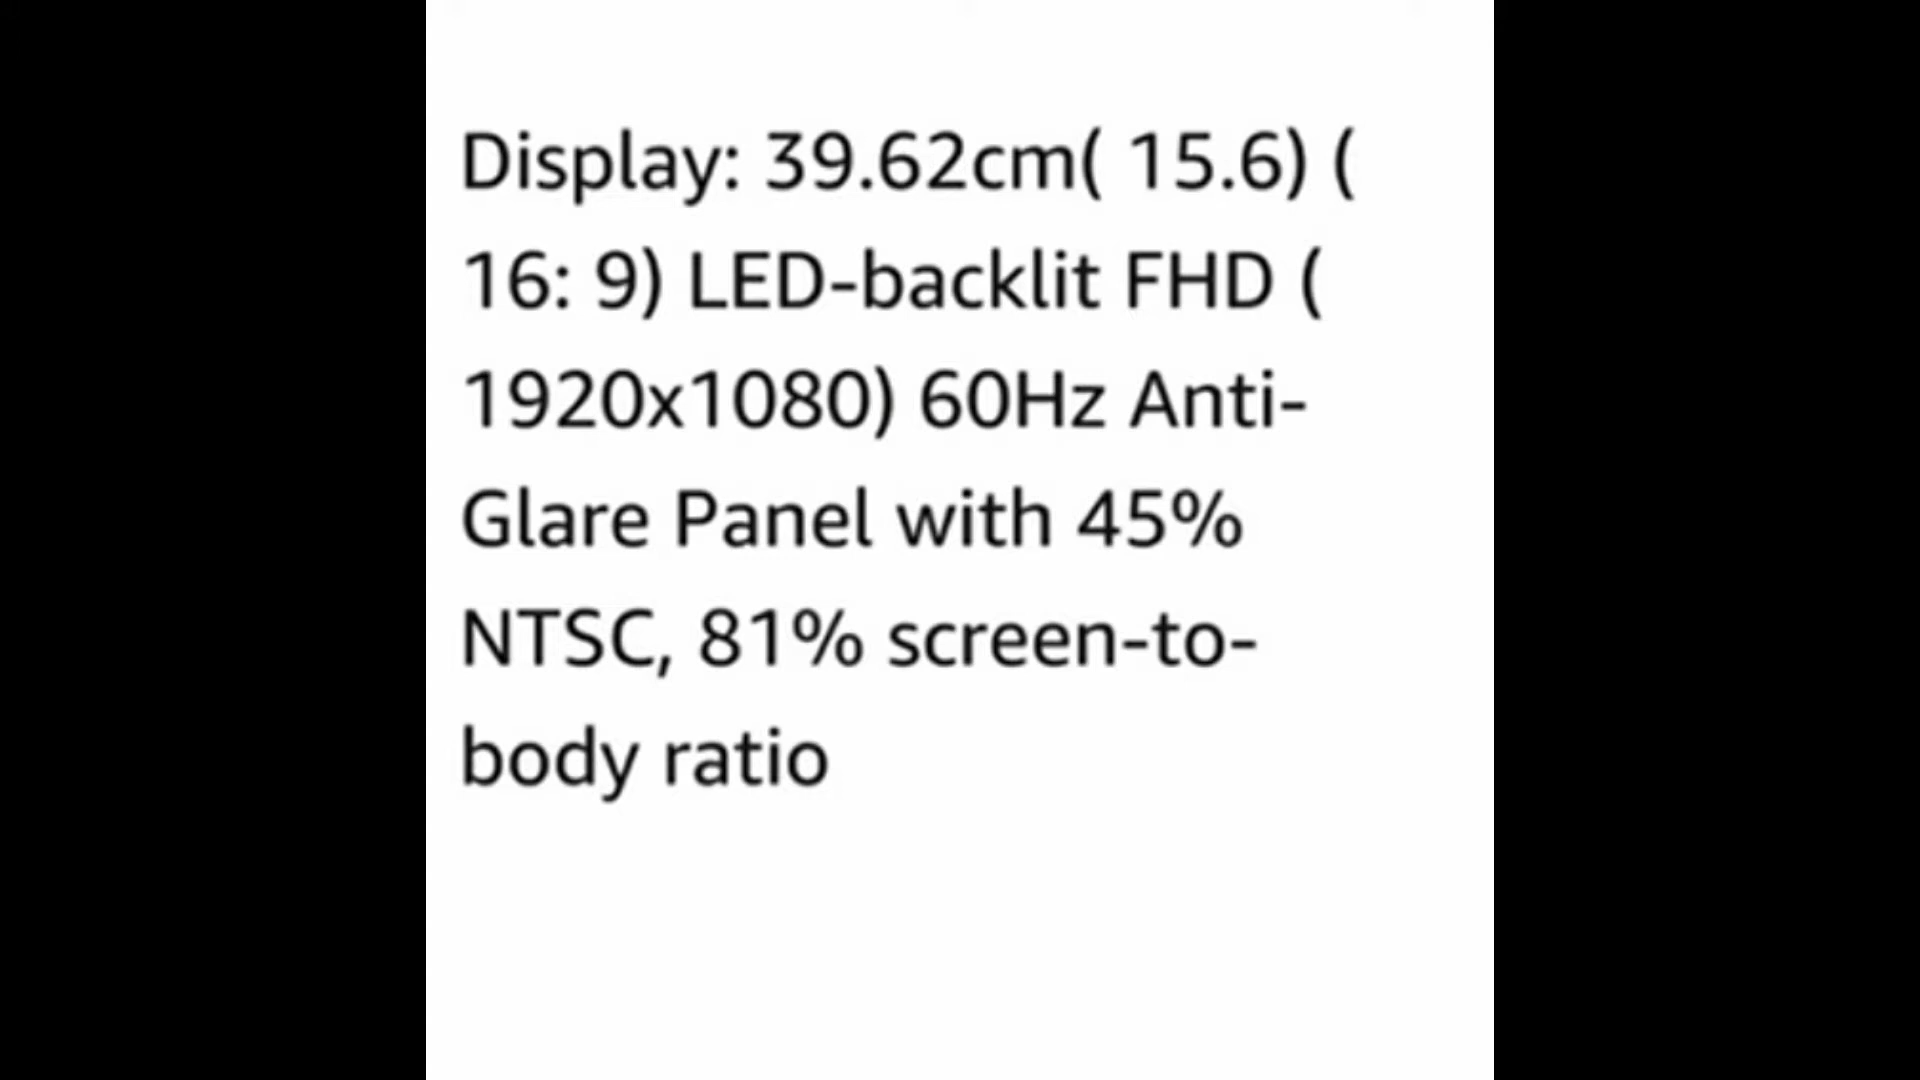 Display: 39.62cm( 15.6) (
16: 9) LED-backlit FHD (
1920x1080) 60Hz Anti-
Glare Panel with 45%
NTSC, 81% screen-to-
body ratio